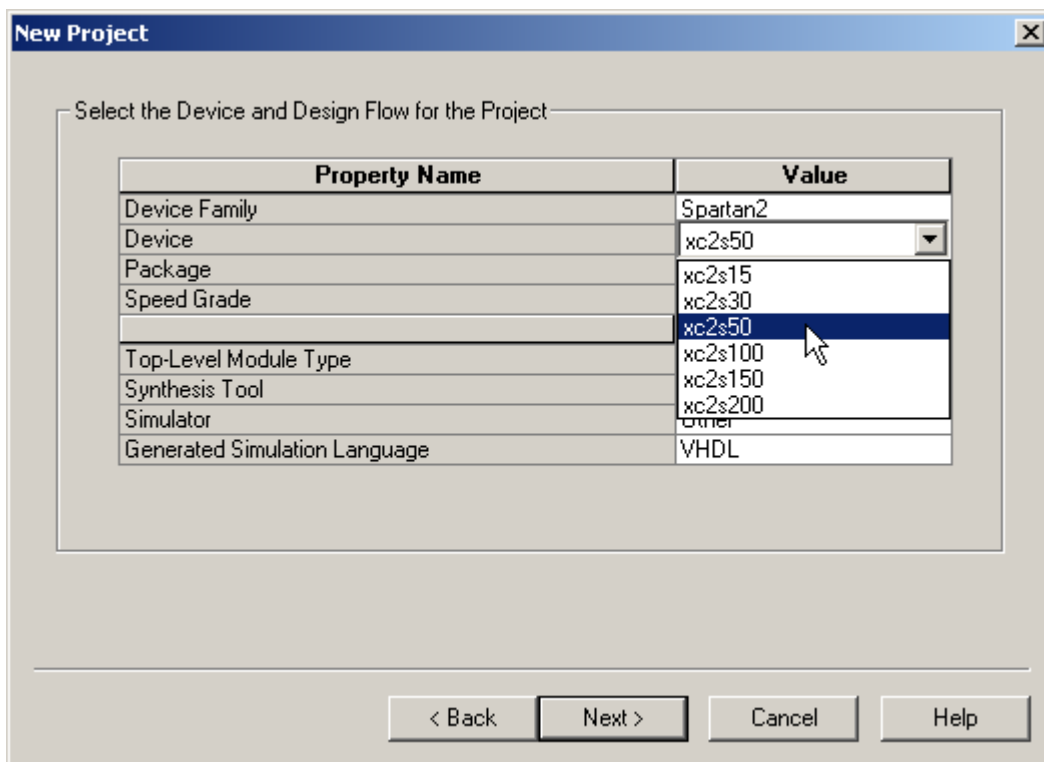 New Project
Select the Device and Design Flow for the Project
Property Name Value
Device Family Spartan2
Device xc2s50
Package xc2s15
Speed Grade xc2s30
xc2s50
Top-Level Module Type xc2s100
Synthesis Tool xc2s150
xc2s200
Simulator Other
Generated Simulation Language VHDL
< Back Next > Cancel Help